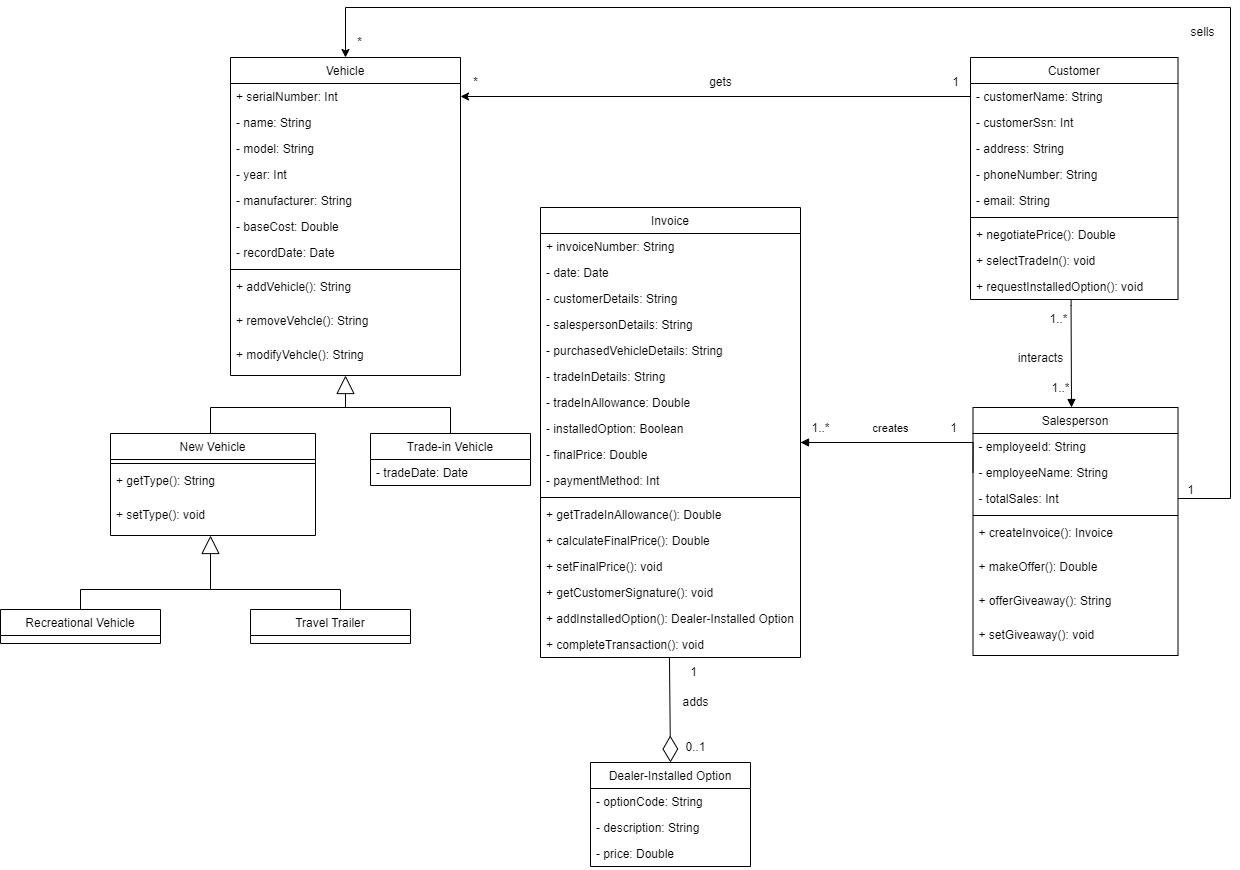 sells
*
Vehicle
+ serialNumber: Int
- name: String
- model: String
- year: Int
- manufacturer: String
- baseCost: Double
- recordDate: Date
+ addVehicle(): String
+ removeVehcle(): String
+ modifyVehcle(): String
*
gets
1
Customer
- customerName: String
- customerSsn: Int
- address: String
- phoneNumber: String
- email: String
+ negotiatePrice(): Double
+ selectTradeIn(): void
+ requestInstalledOption(): void
1..*
interacts
1..*
Invoice
+ invoiceNumber: String
- date: Date
- customerDetails: String
- salespersonDetails: String
- purchasedVehicleDetails: String
- tradeInDetails: String
- tradeInAllowance: Double
- installedOption: Boolean
- finalPrice: Double
- paymentMethod: Int
+ getTradeInAllowance(): Double
+ calculateFinalPrice(): Double
+ setFinalPrice(): void
+ getCustomerSignature(): void
+ addInstalledOption(): Dealer-Installed Option
+ completeTransaction(): void
1..*
creates
1
Salesperson
- employeeId: String
- employeeName: String
- totalSales: Int
+ createInvoice(): Invoice
+ makeOffer(): Double
+ offerGiveaway(): String
+ setGiveaway(): void
1
New Vehicle
+ getType(): String
+ setType(): void
Trade-in Vehicle
- tradeDate: Date
Recreational Vehicle
Travel Trailer
1
adds
0..1
Dealer-Installed Option
- optionCode: String
- description: String
- price: Double